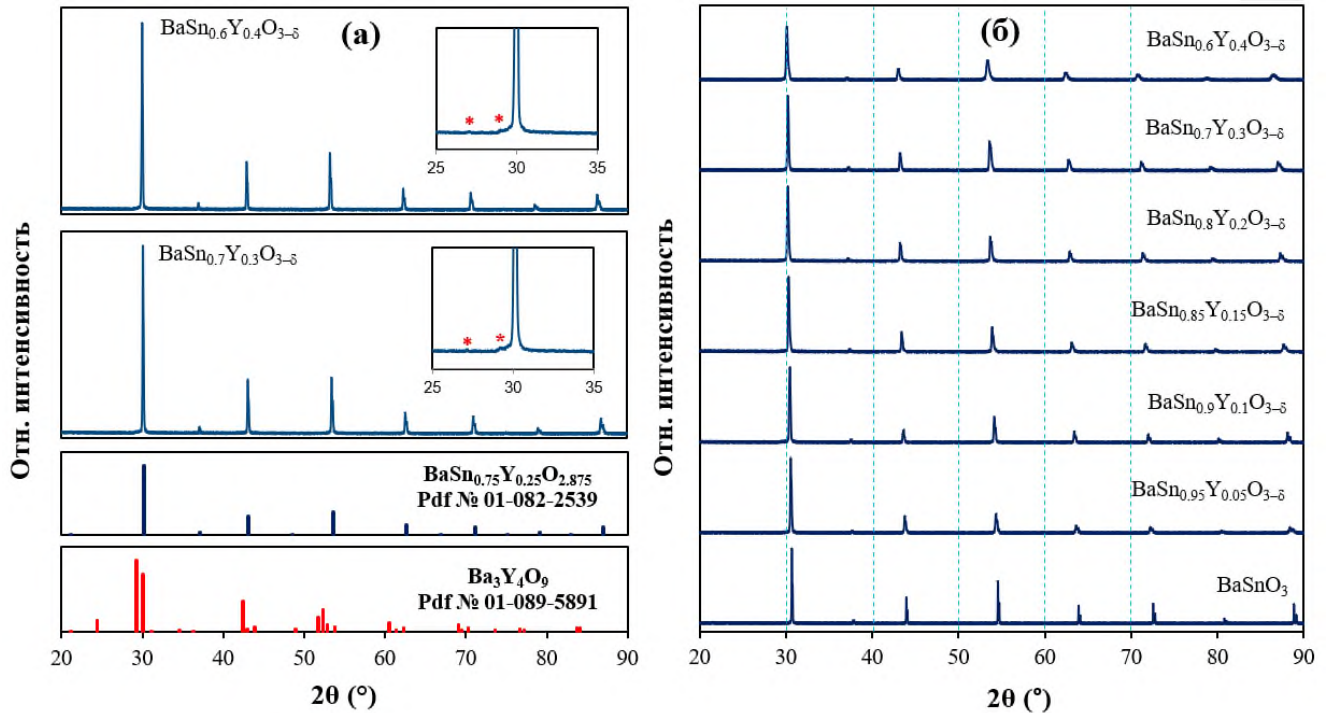 (а)
BaSn₀.₆Y₀.₄O₃₋δ
* *
25 30 35
BaSn₀.₇Y₀.₃O₃₋δ
* *
25 30 35
Отн. интенсивность
BaSn₀.₇₅Y₀.₂₅O₂.₈₇₅
Pdf № 01-082-2539
Ba₃Y₄O₉
Pdf № 01-089-5891
20 30 40 50 60 70 80 90
2θ (°)
(б)
BaSn₀.₆Y₀.₄O₃₋δ
BaSn₀.₇Y₀.₃O₃₋δ
BaSn₀.₈Y₀.₂O₃₋δ
BaSn₀.₈₅Y₀.₁₅O₃₋δ
BaSn₀.₉Y₀.₁O₃₋δ
BaSn₀.₉₅Y₀.₀₅O₃₋δ
BaSnO₃
Отн. интенсивность
20 30 40 50 60 70 80 90
2θ (°)